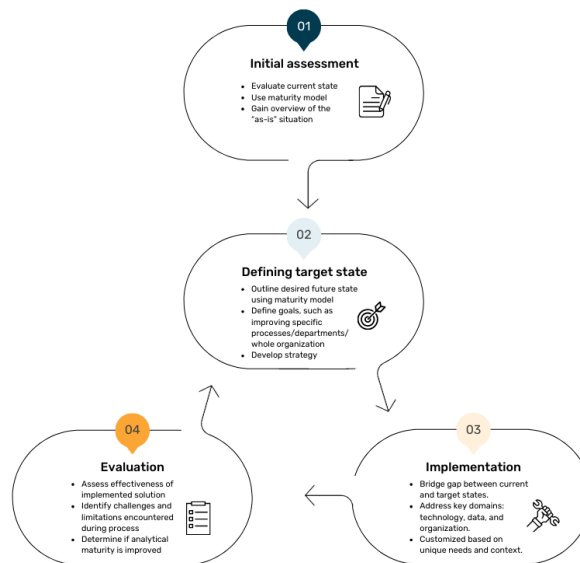 01
Initial assessment
• Evaluate current state
• Use maturity model
• Gain overview of the
"as-is" situation
02
Defining target state
• Outline desired future state
using maturity model
• Define goals, such as
improving specific
processes/departments/
whole organization
• Develop strategy
03
Implementation
• Bridge gap between current
and target states.
• Address key domains:
technology, data, and
organization.
• Customized based on
unique needs and context.
04
Evaluation
• Assess effectiveness of
implemented solution
• Identify challenges and
limitations encountered
during process
• Determine if analytical
maturity is improved